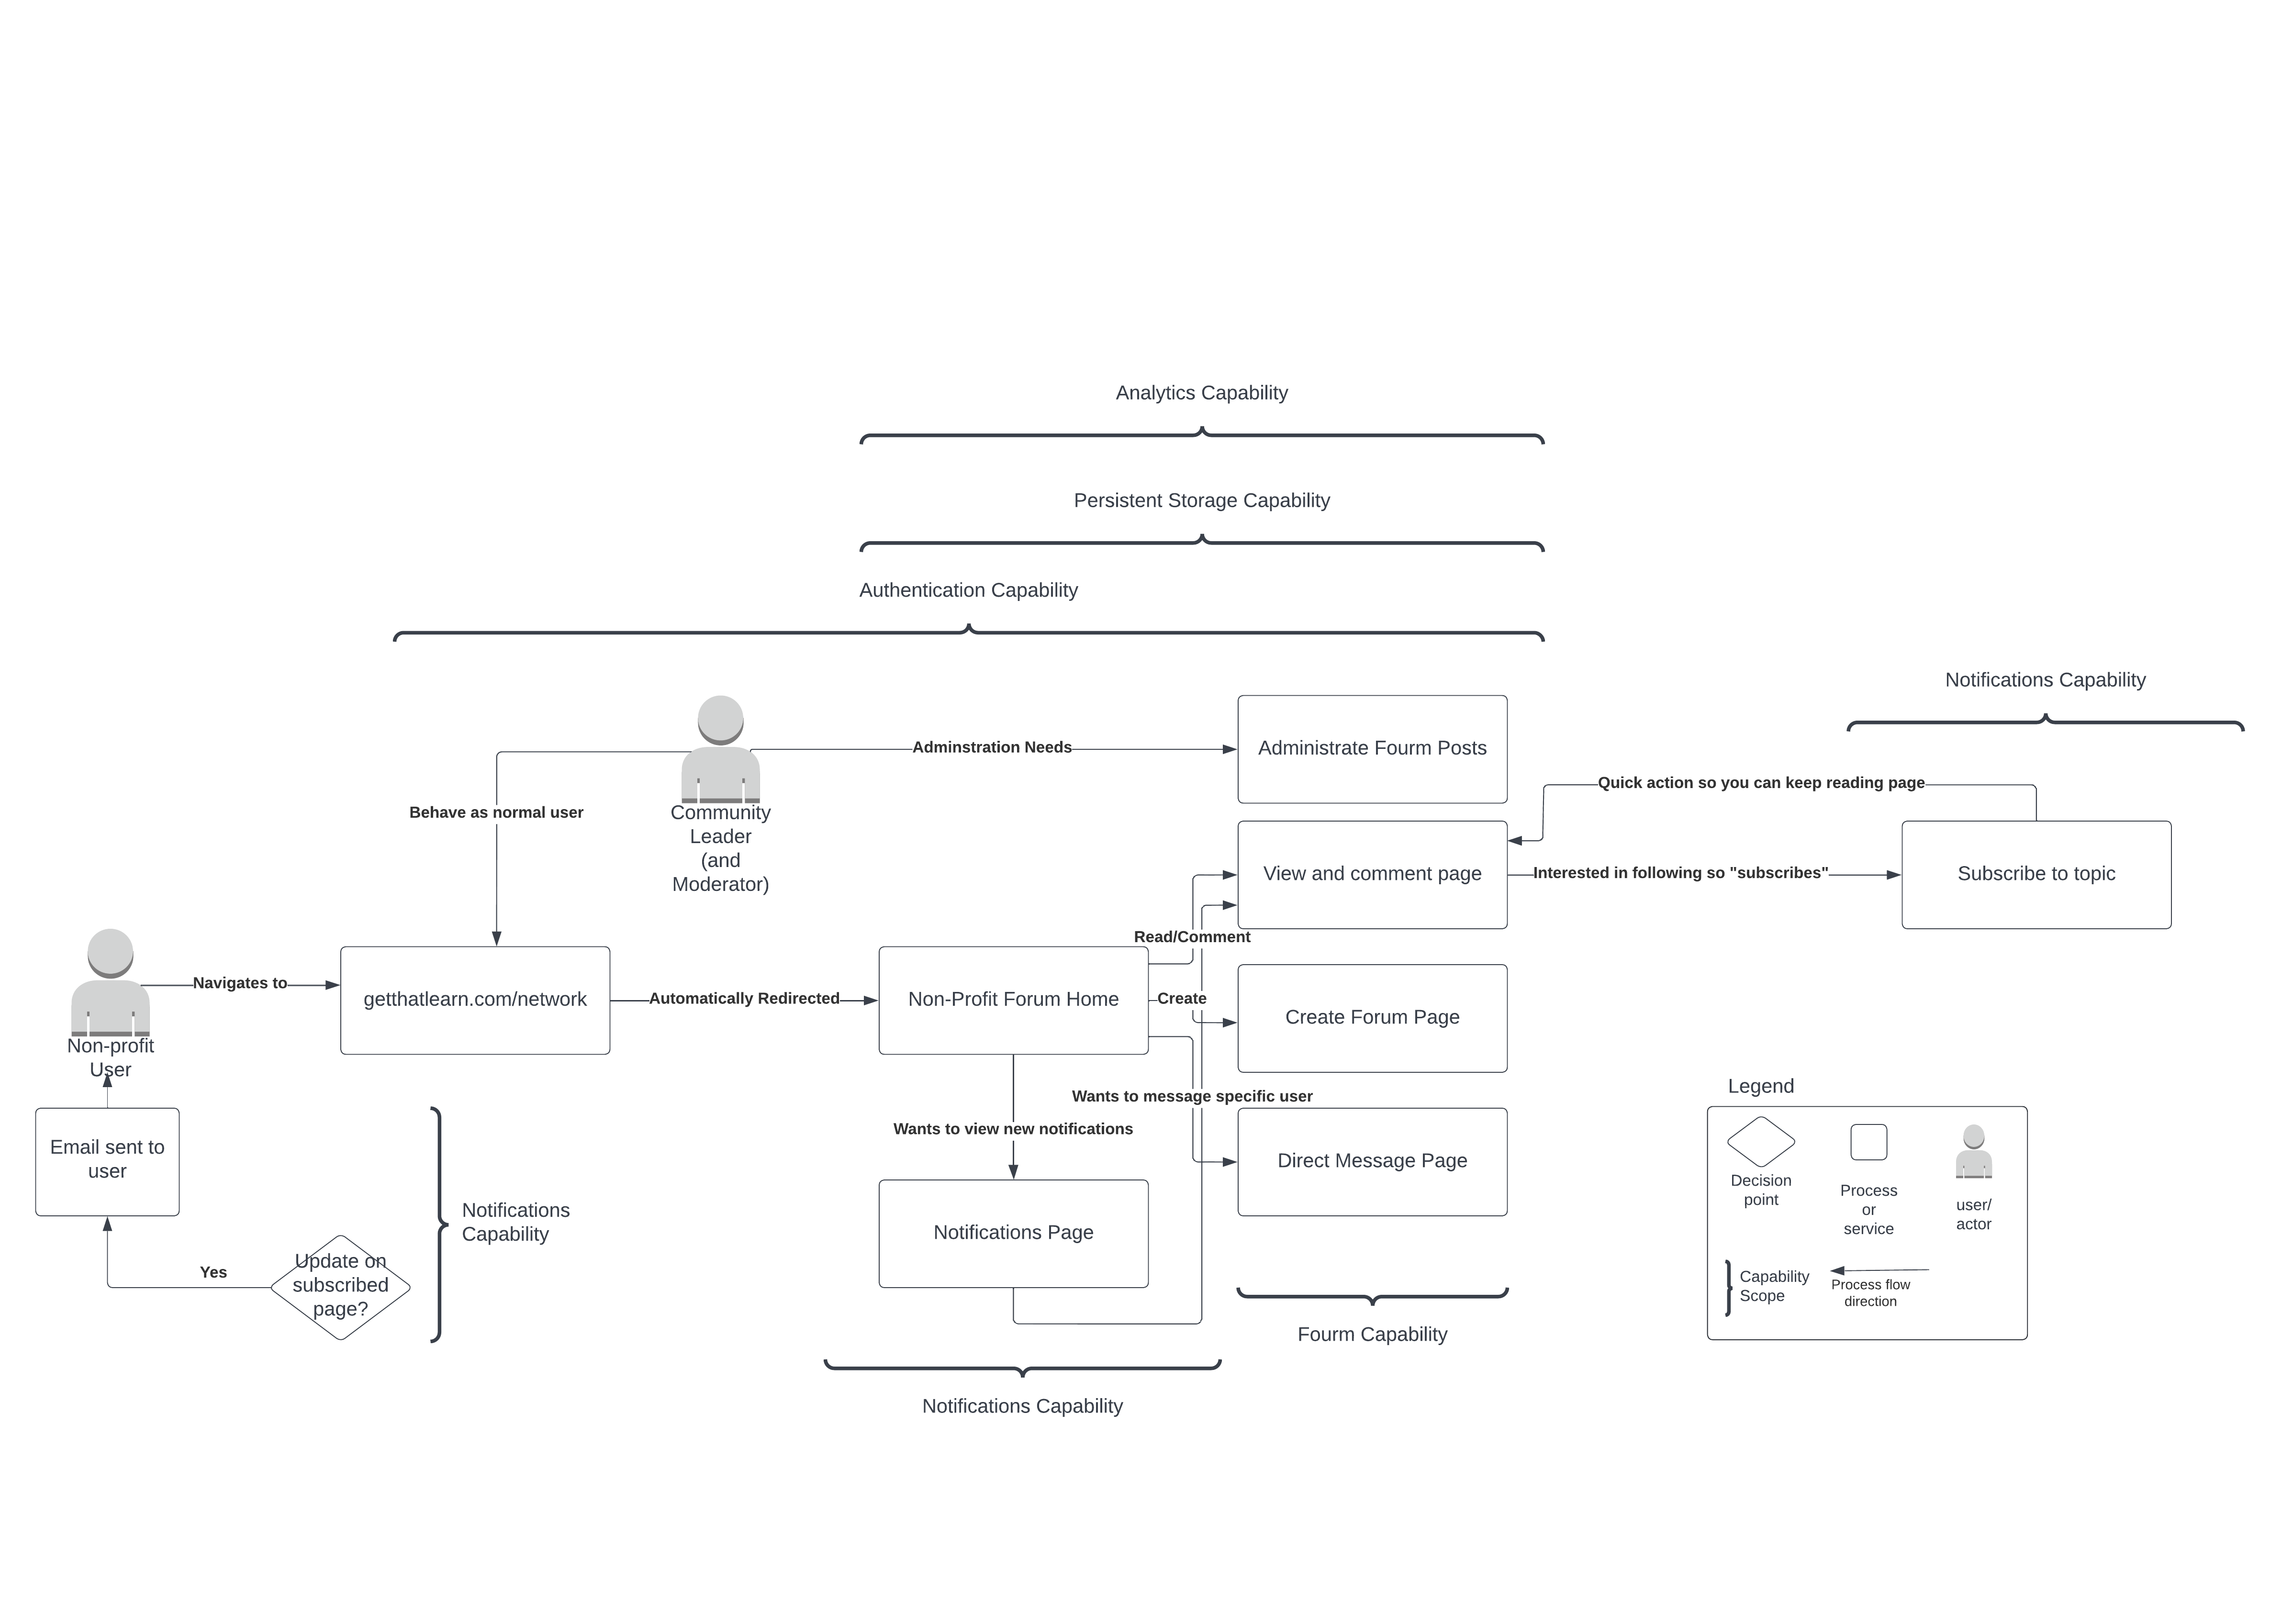 Analytics Capability
Persistent Storage Capability
Authentication Capability
Notifications Capability
Adminstration Needs
Administrate Fourm Posts
Quick action so you can keep reading page
Behave as normal user
Community
Leader
(and
Moderator)
View and comment page
Interested in following so "subscribes"
Subscribe to topic
Read/Comment
Navigates to
getthatlearn.com/network
Automatically Redirected
Non-Profit Forum Home
Create
Create Forum Page
Non-profit
User
Wants to message specific user
Wants to view new notifications
Email sent to
user
Direct Message Page
Notifications
Capability
Notifications Page
Yes
Update on
subscribed
page?
Fourm Capability
Notifications Capability
Legend
Decision
point
Process
or
service
user/
actor
Capability
Scope
Process flow
direction